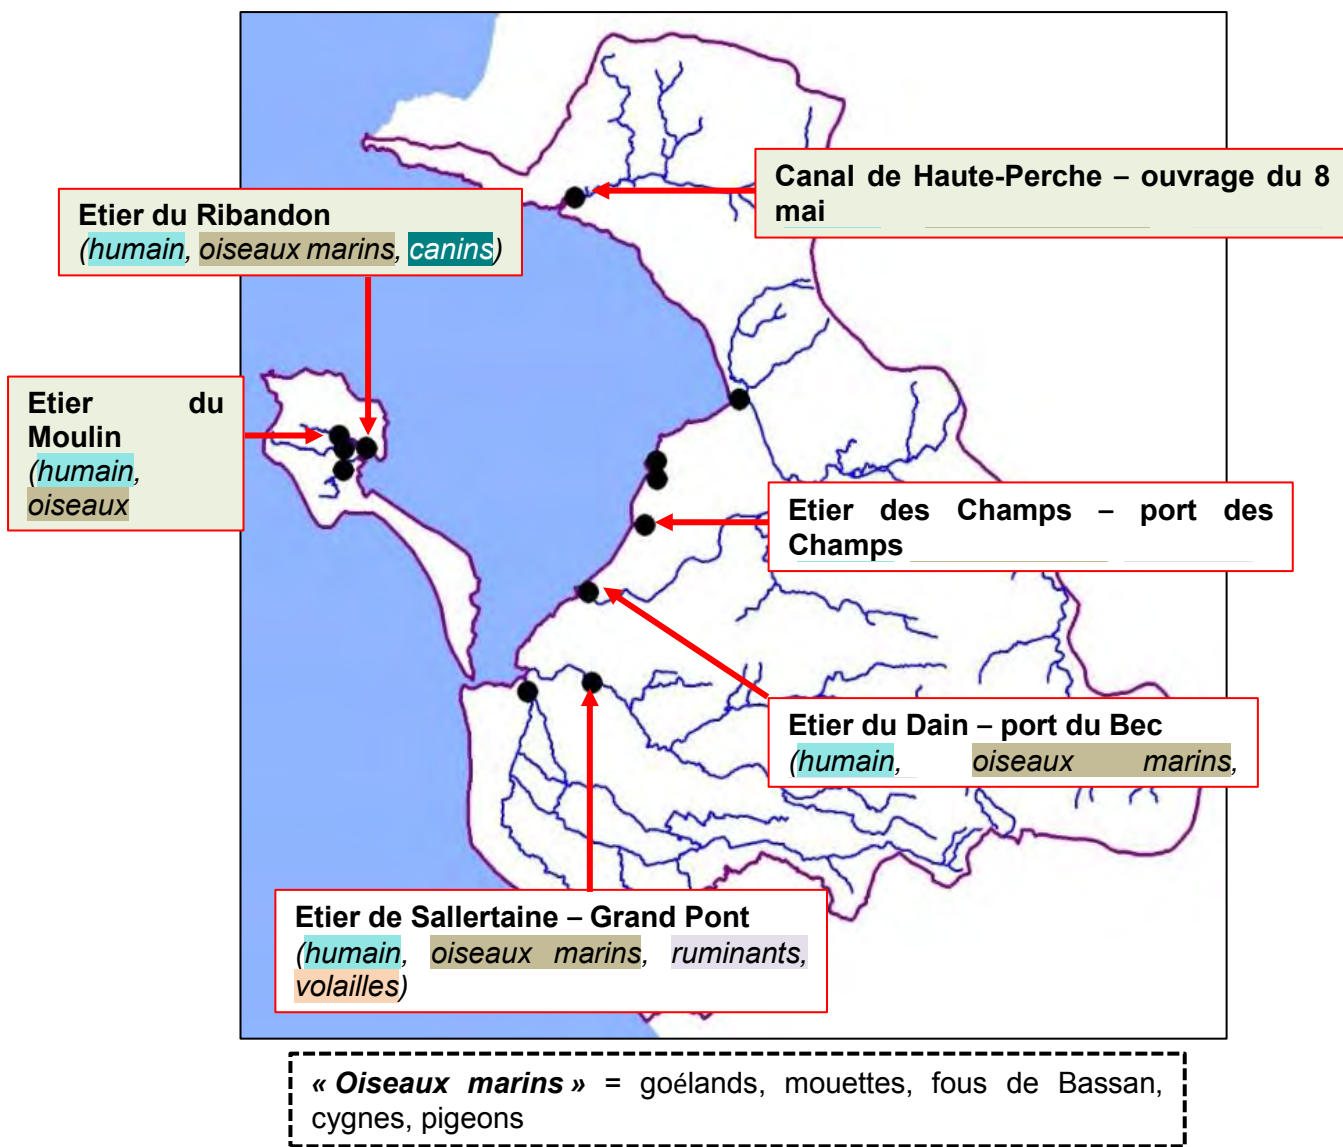 Canal de Haute-Perche – ouvrage du 8
mai
Etier du Ribandon
(humain, oiseaux marins, canins)
Etier du
Moulin
(humain,
oiseaux
Etier des Champs – port des
Champs
Etier du Dain – port du Bec
(humain, oiseaux marins,
Etier de Sallertaine – Grand Pont
(humain, oiseaux marins, ruminants,
volailles)
« Oiseaux marins » = goélands, mouettes, fous de Bassan,
cygnes, pigeons